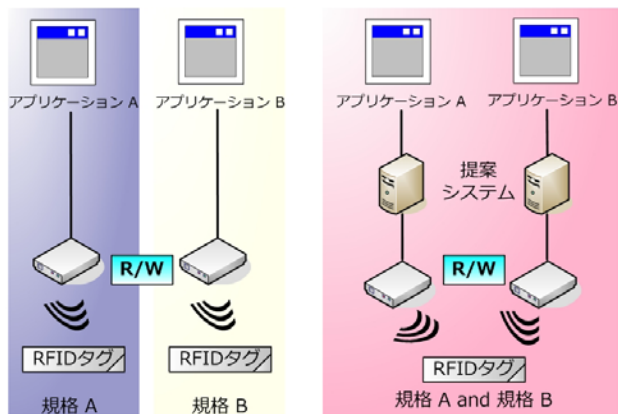 アプリケーション A
アプリケーション B
R/W
RFIDタグ
RFIDタグ
規格 A
規格 B
アプリケーション A
アプリケーション B
提案
システム
R/W
RFIDタグ
規格 A and 規格 B